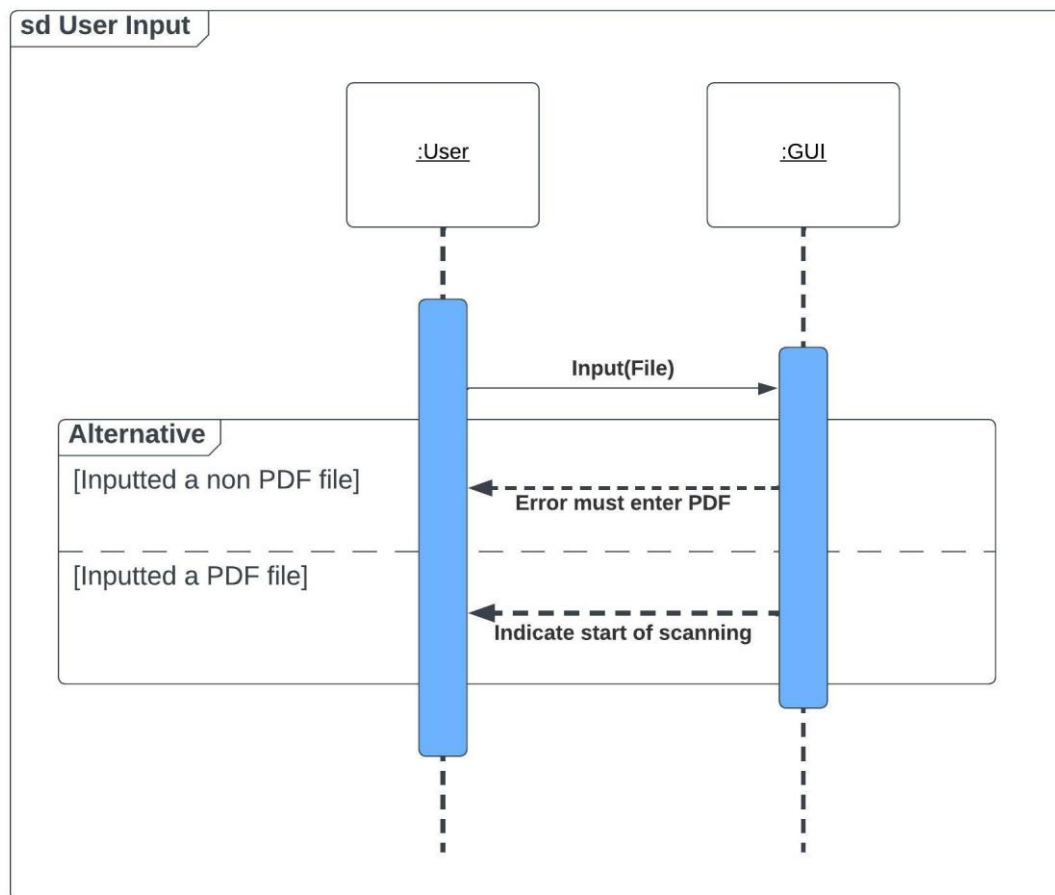 sd User Input
:User
:GUI
Input(File)
Alternative
[Inputted a non PDF file]
Error must enter PDF
[Inputted a PDF file]
Indicate start of scanning